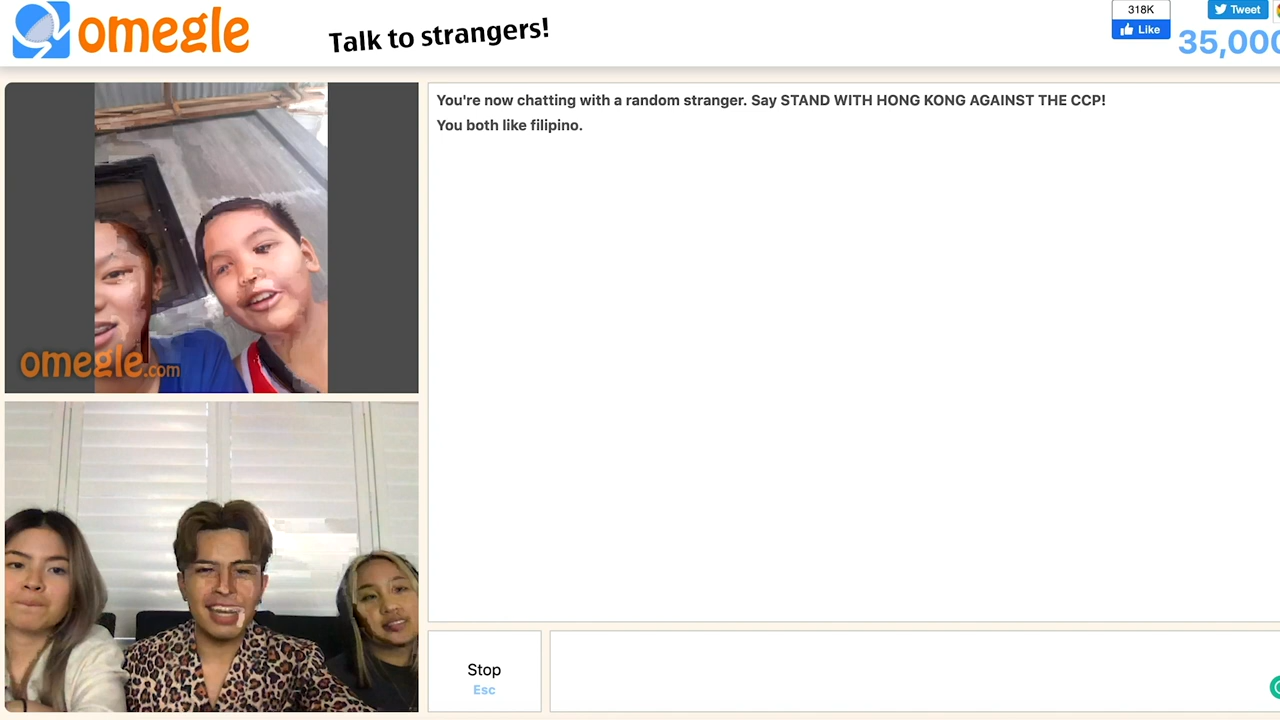 omegle
Talk to strangers!
318K
Like
Tweet
35,000
You're now chatting with a random stranger. Say STAND WITH HONG KONG AGAINST THE CCP!
You both like filipino.
omegle.com
Stop
Esc